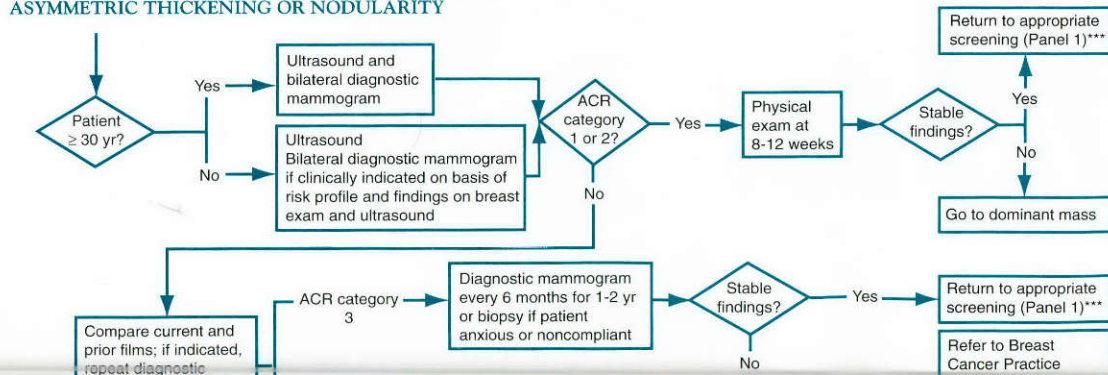 ASYMMETRIC THICKENING OR NODULARITY
Patient
≥ 30 yr?
Yes
Ultrasound and
bilateral diagnostic
mammogram
No
Ultrasound
Bilateral diagnostic mammogram
if clinically indicated on basis of
risk profile and findings on breast
exam and ultrasound
ACR
category
1 or 2?
Yes
Physical
exam at
8-12 weeks
Stable
findings?
Yes
Return to appropriate
screening (Panel 1)***
No
Go to dominant mass
No
Compare current and
prior films; if indicated,
repeat diagnostic
ACR category
3
Diagnostic mammogram
every 6 months for 1-2 yr
or biopsy if patient
anxious or noncompliant
Stable
findings?
Yes
Return to appropriate
screening (Panel 1)***
No
Refer to Breast
Cancer Practice